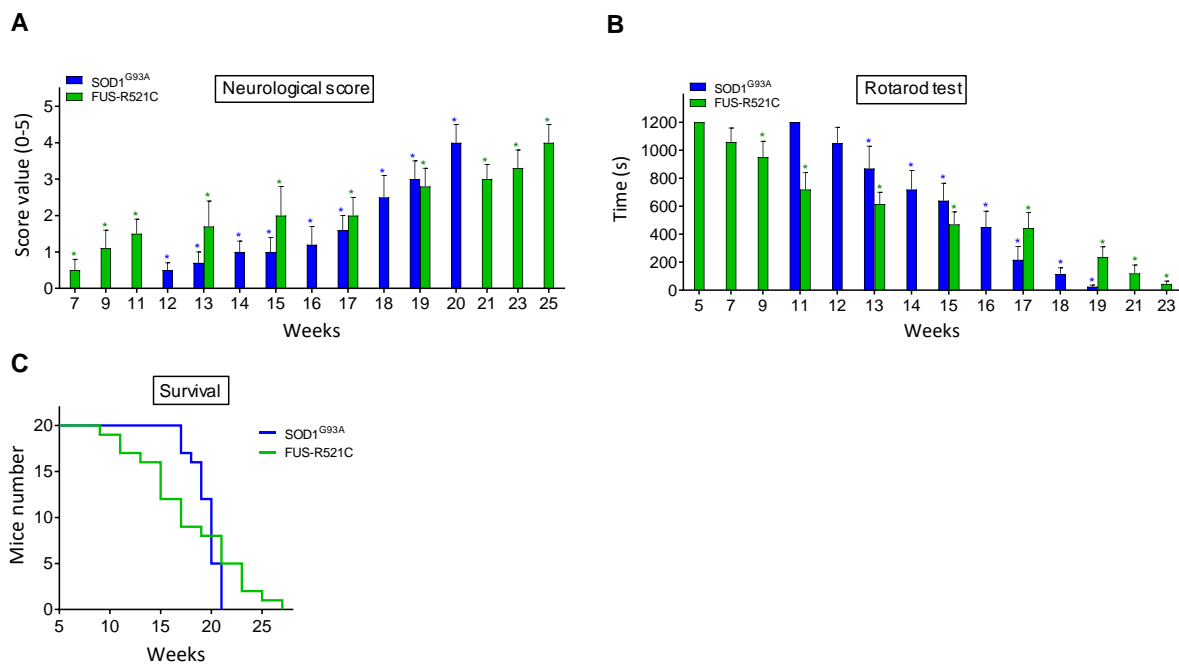 A
SOD1G93A
FUS-R521C
Neurological score
Score value (0-5)
5
4
3
2
1
0
* * * * * * * * * * * * * * * * * *
7 9 11 12 13 14 15 16 17 18 19 20 21 23 25
Weeks
B
SOD1G93A
FUS-R521C
Rotarod test
Time (s)
1200
1000
800
600
400
200
0
* * * * * * * * * * * * * * *
5 7 9 11 12 13 14 15 16 17 18 19 21 23
Weeks
C
Survival
SOD1G93A
FUS-R521C
Mice number
20
15
10
5
0
5 10 15 20 25
Weeks